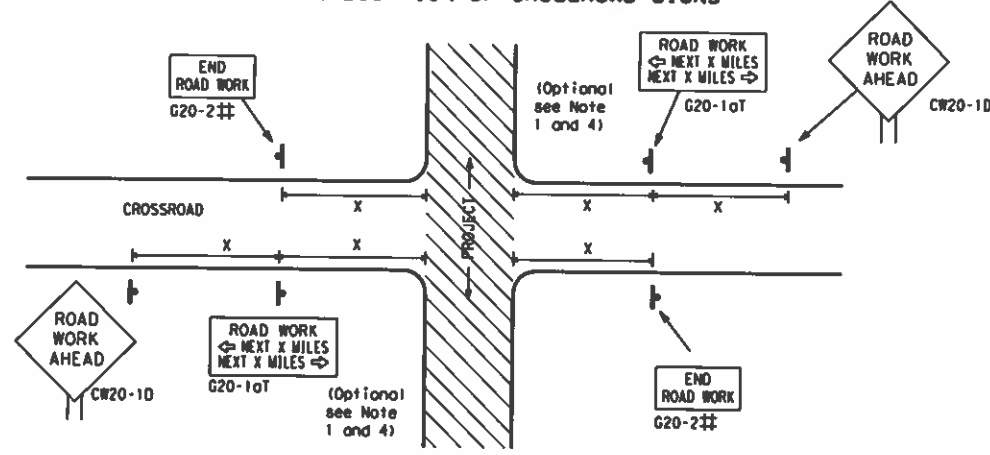 END
ROAD WORK
G20-2‡‡
ROAD WORK
⇦ NEXT X MILES
NEXT X MILES ⇨
G20-1aT
(Optional
see Note
1 and 4)
ROAD
WORK
AHEAD
CW20-1D
CROSSROAD
X
X
X
PROJECT
X
X
X
ROAD
WORK
AHEAD
CW20-1D
ROAD WORK
⇦ NEXT X MILES
NEXT X MILES ⇨
G20-1aT
(Optional
see Note
1 and 4)
END
ROAD WORK
G20-2‡‡